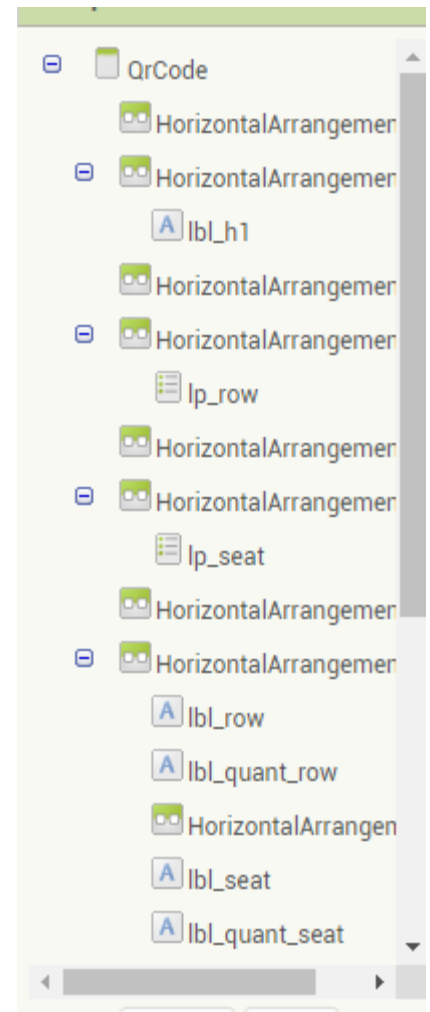 QrCode
HorizontalArrangemen
HorizontalArrangemen
A lbl_h1
HorizontalArrangemen
HorizontalArrangemen
lp_row
HorizontalArrangemen
HorizontalArrangemen
lp_seat
HorizontalArrangemen
HorizontalArrangemen
A lbl_row
A lbl_quant_row
HorizontalArrangen
A lbl_seat
A lbl_quant_seat